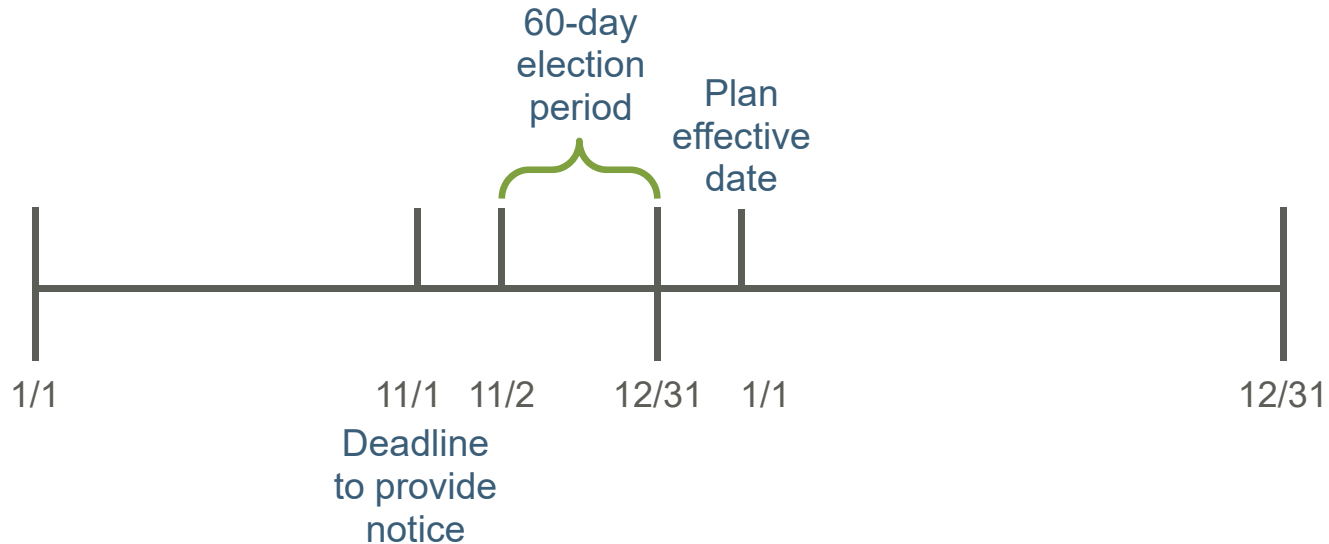 60-day
election
period
Plan
effective
date
1/1
11/1
11/2
12/31
1/1
12/31
Deadline
to provide
notice